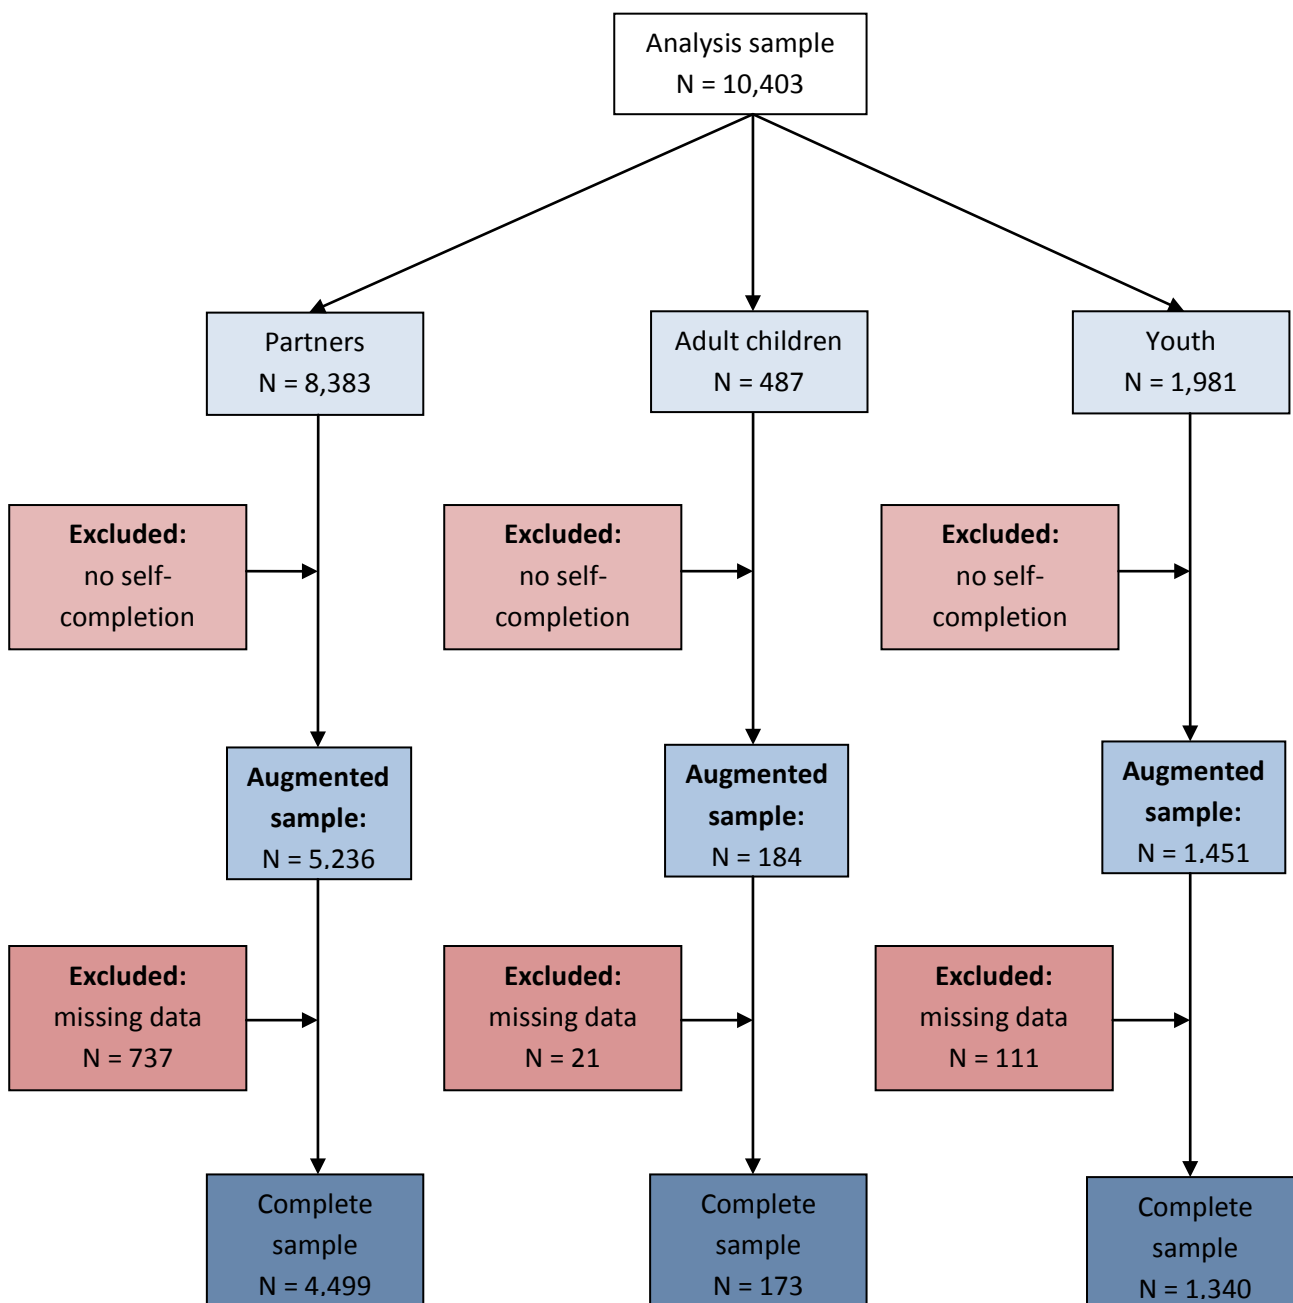 Analysis sample
N = 10,403
Partners
N = 8,383
Adult children
N = 487
Youth
N = 1,981
Excluded:
no self-
completion
Excluded:
no self-
completion
Excluded:
no self-
completion
Augmented
sample:
N = 5,236
Augmented
sample:
N = 184
Augmented
sample:
N = 1,451
Excluded:
missing data
N = 737
Excluded:
missing data
N = 21
Excluded:
missing data
N = 111
Complete
sample
N = 4,499
Complete
sample
N = 173
Complete
sample
N = 1,340